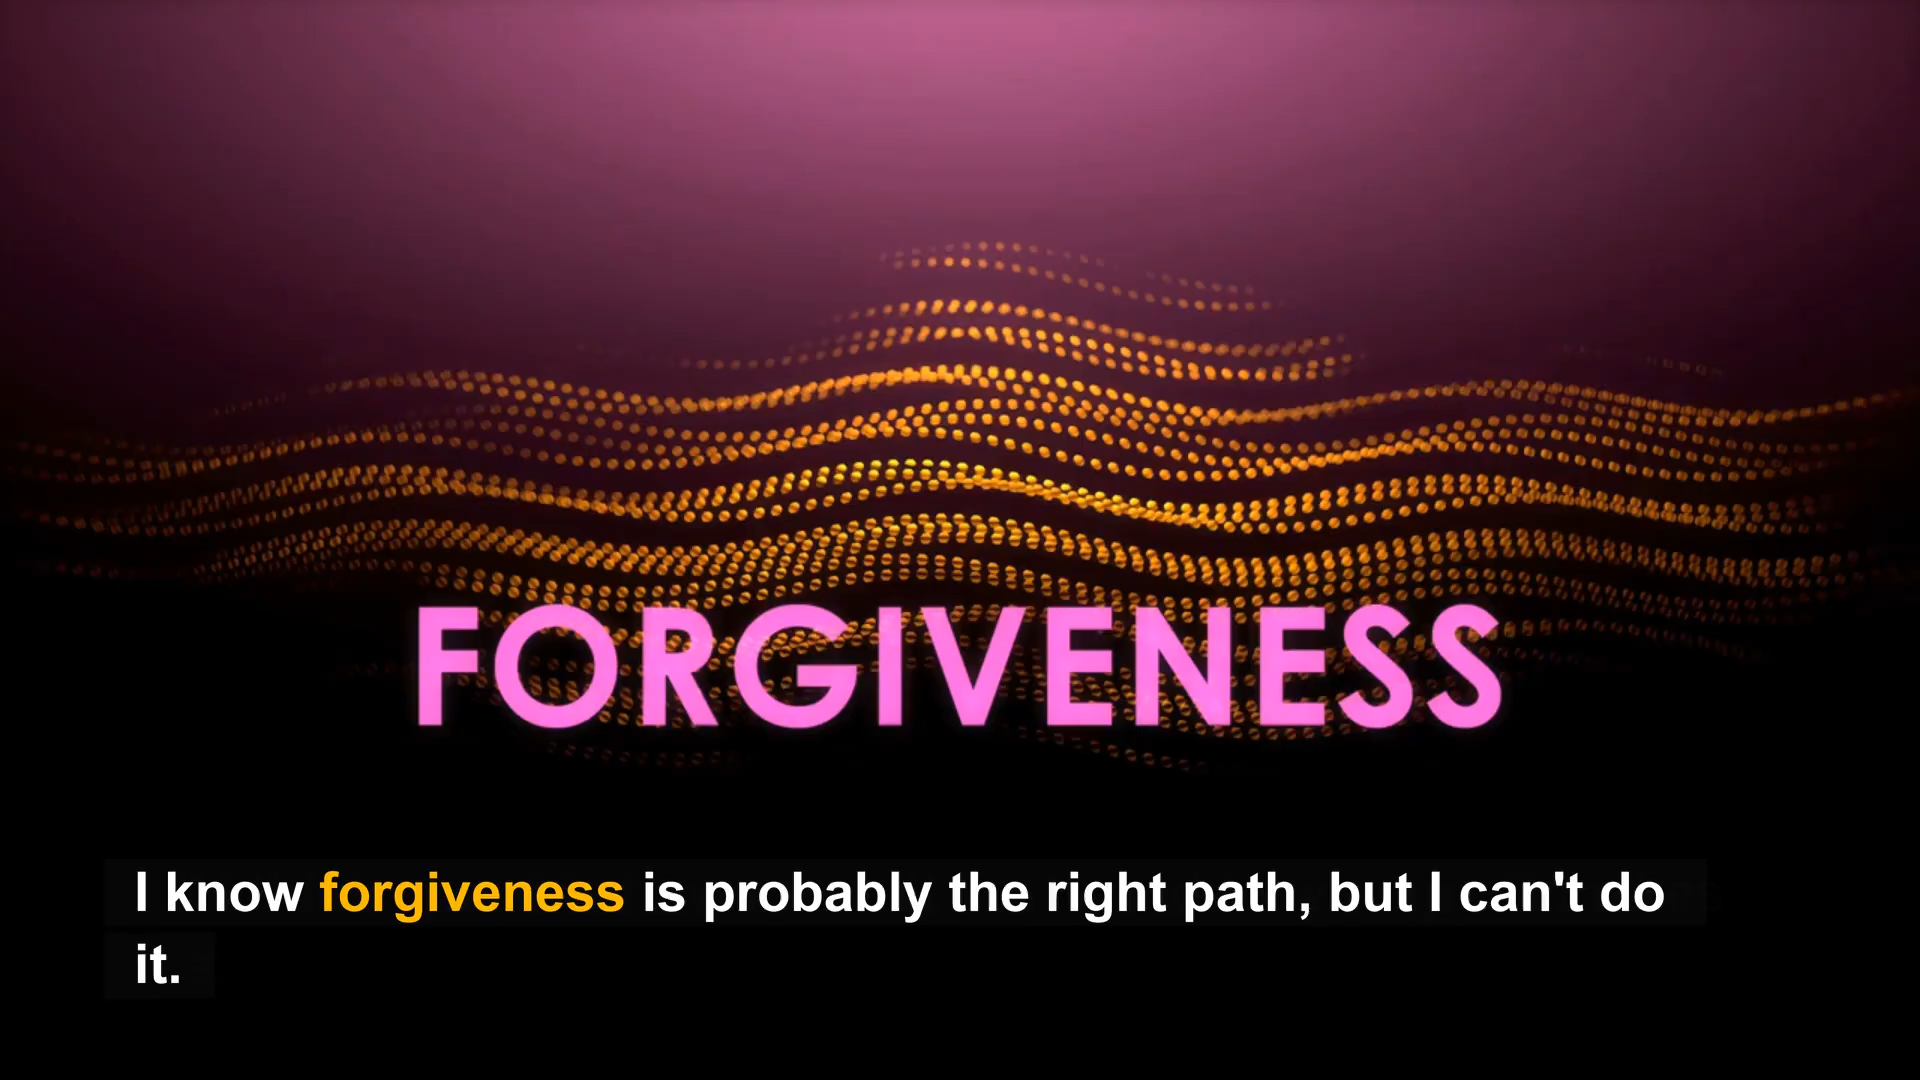 FORGIVENESS
I know forgiveness is probably the right path, but I can't do
it.